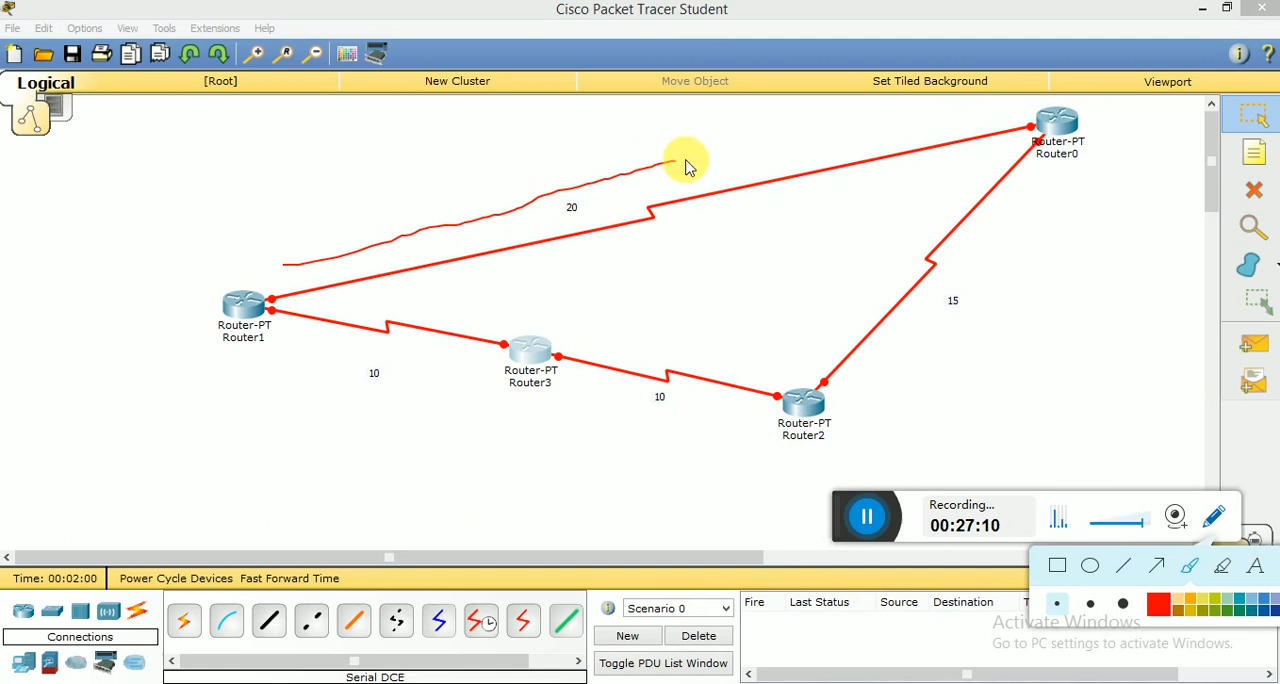 Cisco Packet Tracer Student
File Edit Options View Tools Extensions Help
Logical [Root] New Cluster Move Object Set Tiled Background Viewport
Router-PT
Router0
20
15
Router-PT
Router1
Router-PT
Router3
10
10
Router-PT
Router2
Recording...
00:27:10
Time: 00:02:00 Power Cycle Devices Fast Forward Time
Scenario 0
Fire Last Status Source Destination
New Delete
Connections
Toggle PDU List Window
Serial DCE
Activate Windows
Go to PC settings to activate Windows.